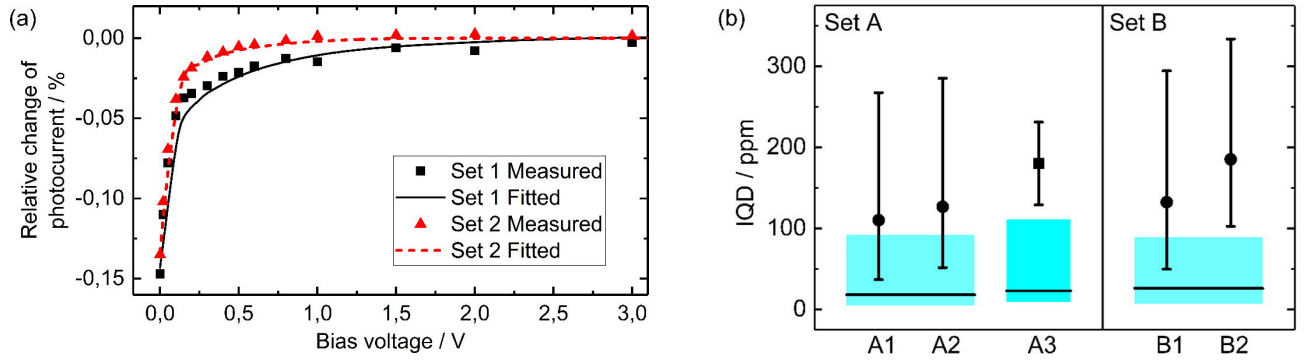 (a)
0,00
-0,05
-0,10
-0,15
Relative change of
photocurrent / %
0,0 0,5 1,0 1,5 2,0 2,5 3,0
Bias voltage / V
Set 1 Measured
Set 1 Fitted
Set 2 Measured
Set 2 Fitted
(b)
Set A Set B
300
200
100
0
IQD / ppm
A1 A2 A3 B1 B2